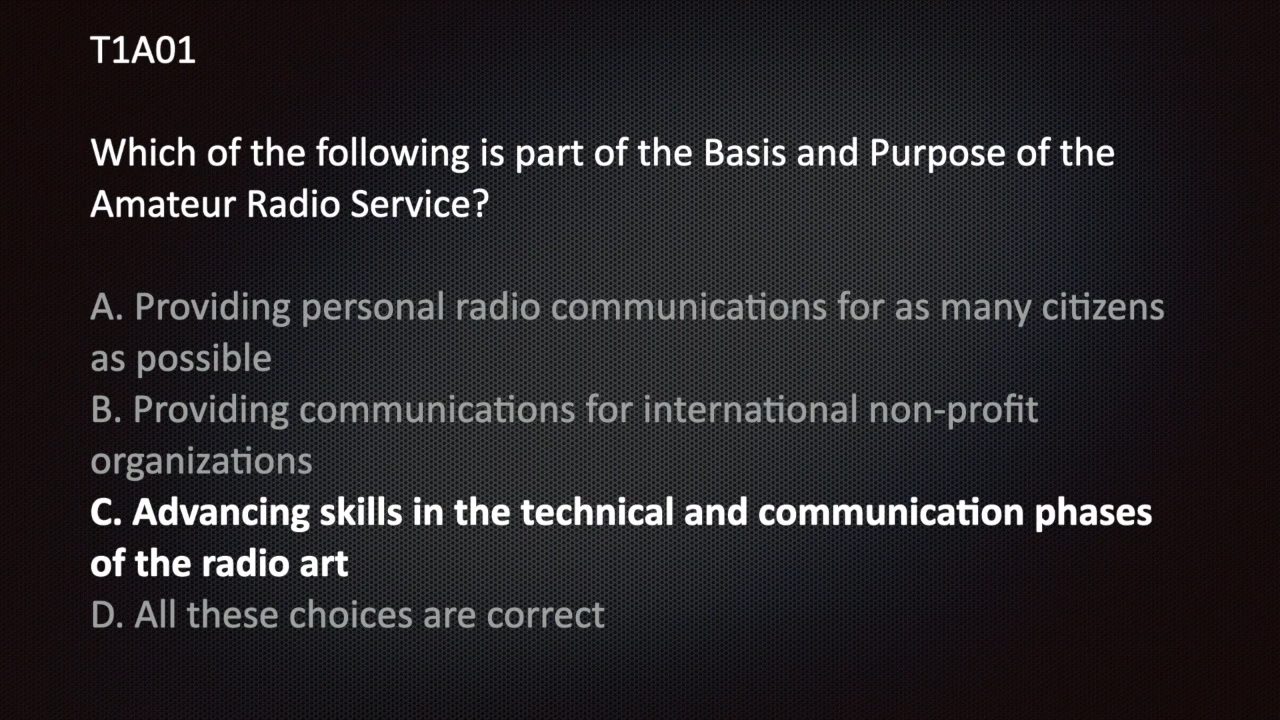 T1A01
Which of the following is part of the Basis and Purpose of the
Amateur Radio Service?
A. Providing personal radio communications for as many citizens
as possible
B. Providing communications for international non-profit
organizations
C. Advancing skills in the technical and communication phases
of the radio art
D. All these choices are correct